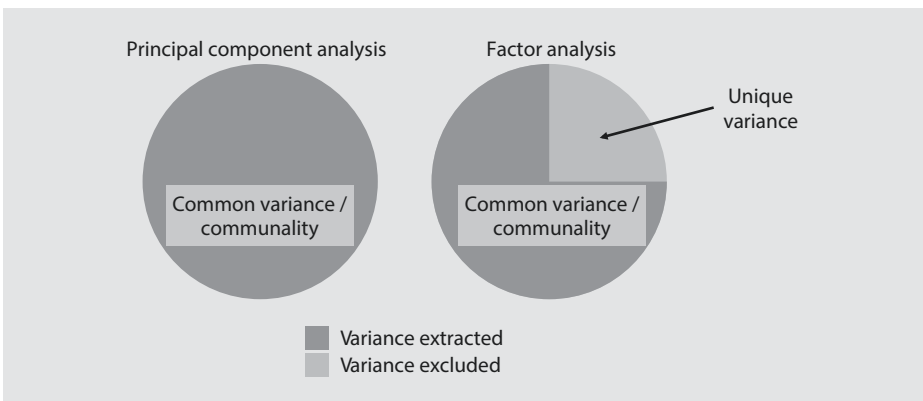 Principal component analysis
Factor analysis
Unique
variance
Common variance /
communality
Common variance /
communality
Variance extracted
Variance excluded